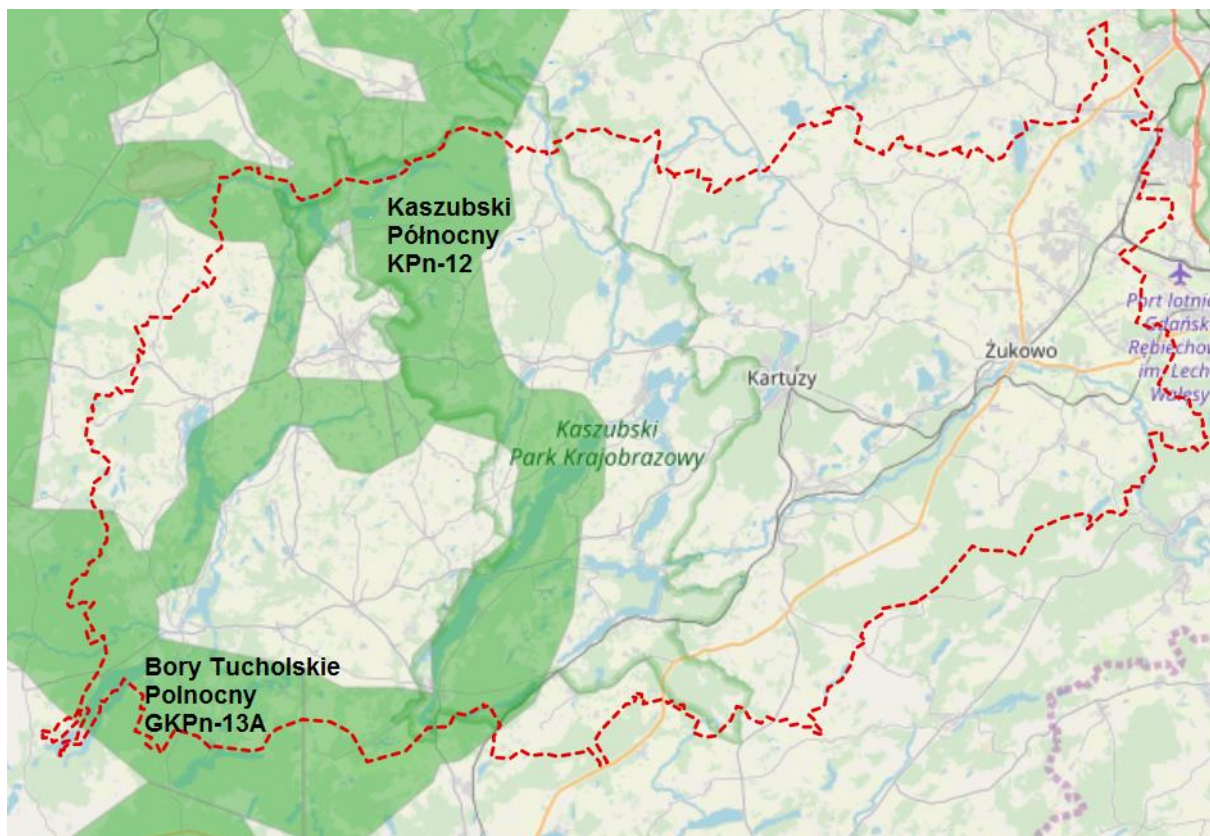 Kaszubski
Północny
KPn-12
Port lotni
Gdańsk
Rębiechow
im. Lech
Wałęsy
Żukowo
Kartuzy
Kaszubski
Park Krajobrazowy
Bory Tucholskie
Polnocny
GKPn-13A